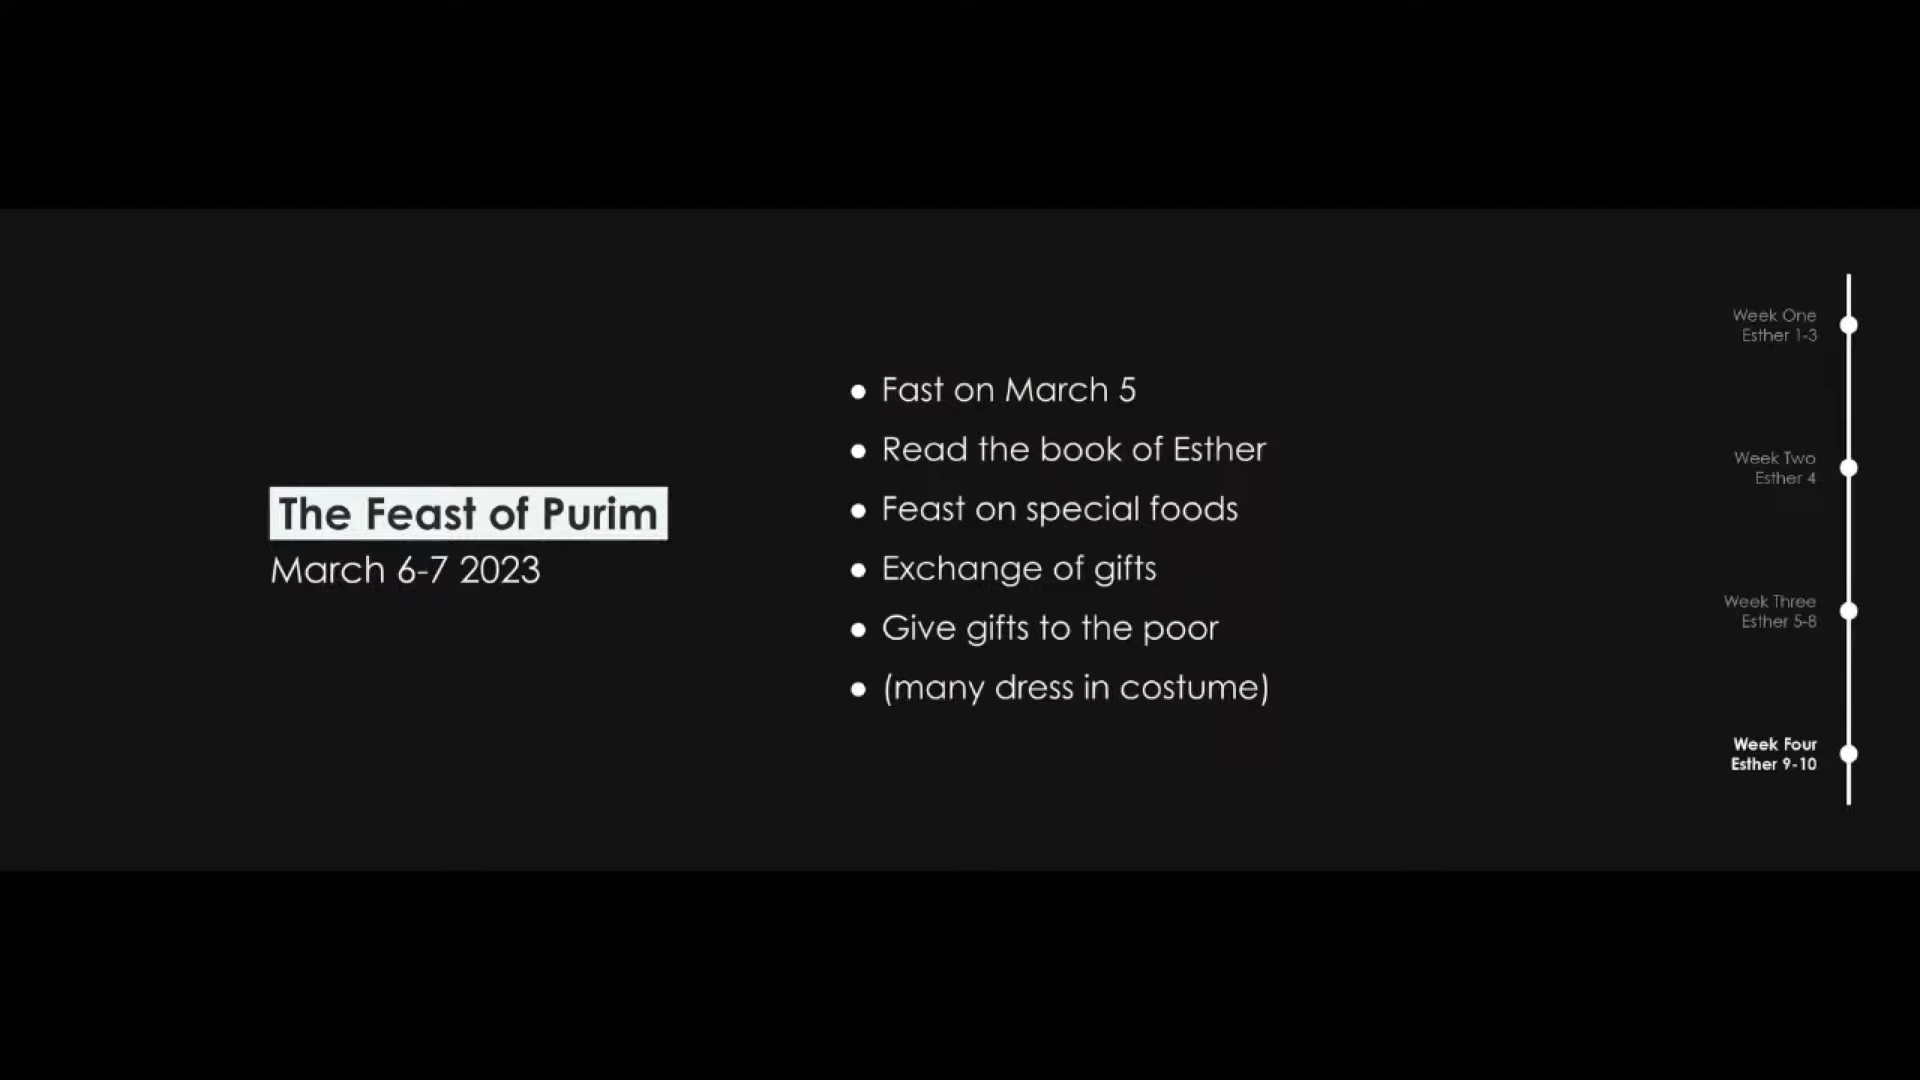 The Feast of Purim
March 6-7 2023
● Fast on March 5
● Read the book of Esther
● Feast on special foods
● Exchange of gifts
● Give gifts to the poor
● (many dress in costume)
Week One
Esther 1-3
Week Two
Esther 4
Week Three
Esther 5-8
Week Four
Esther 9-10